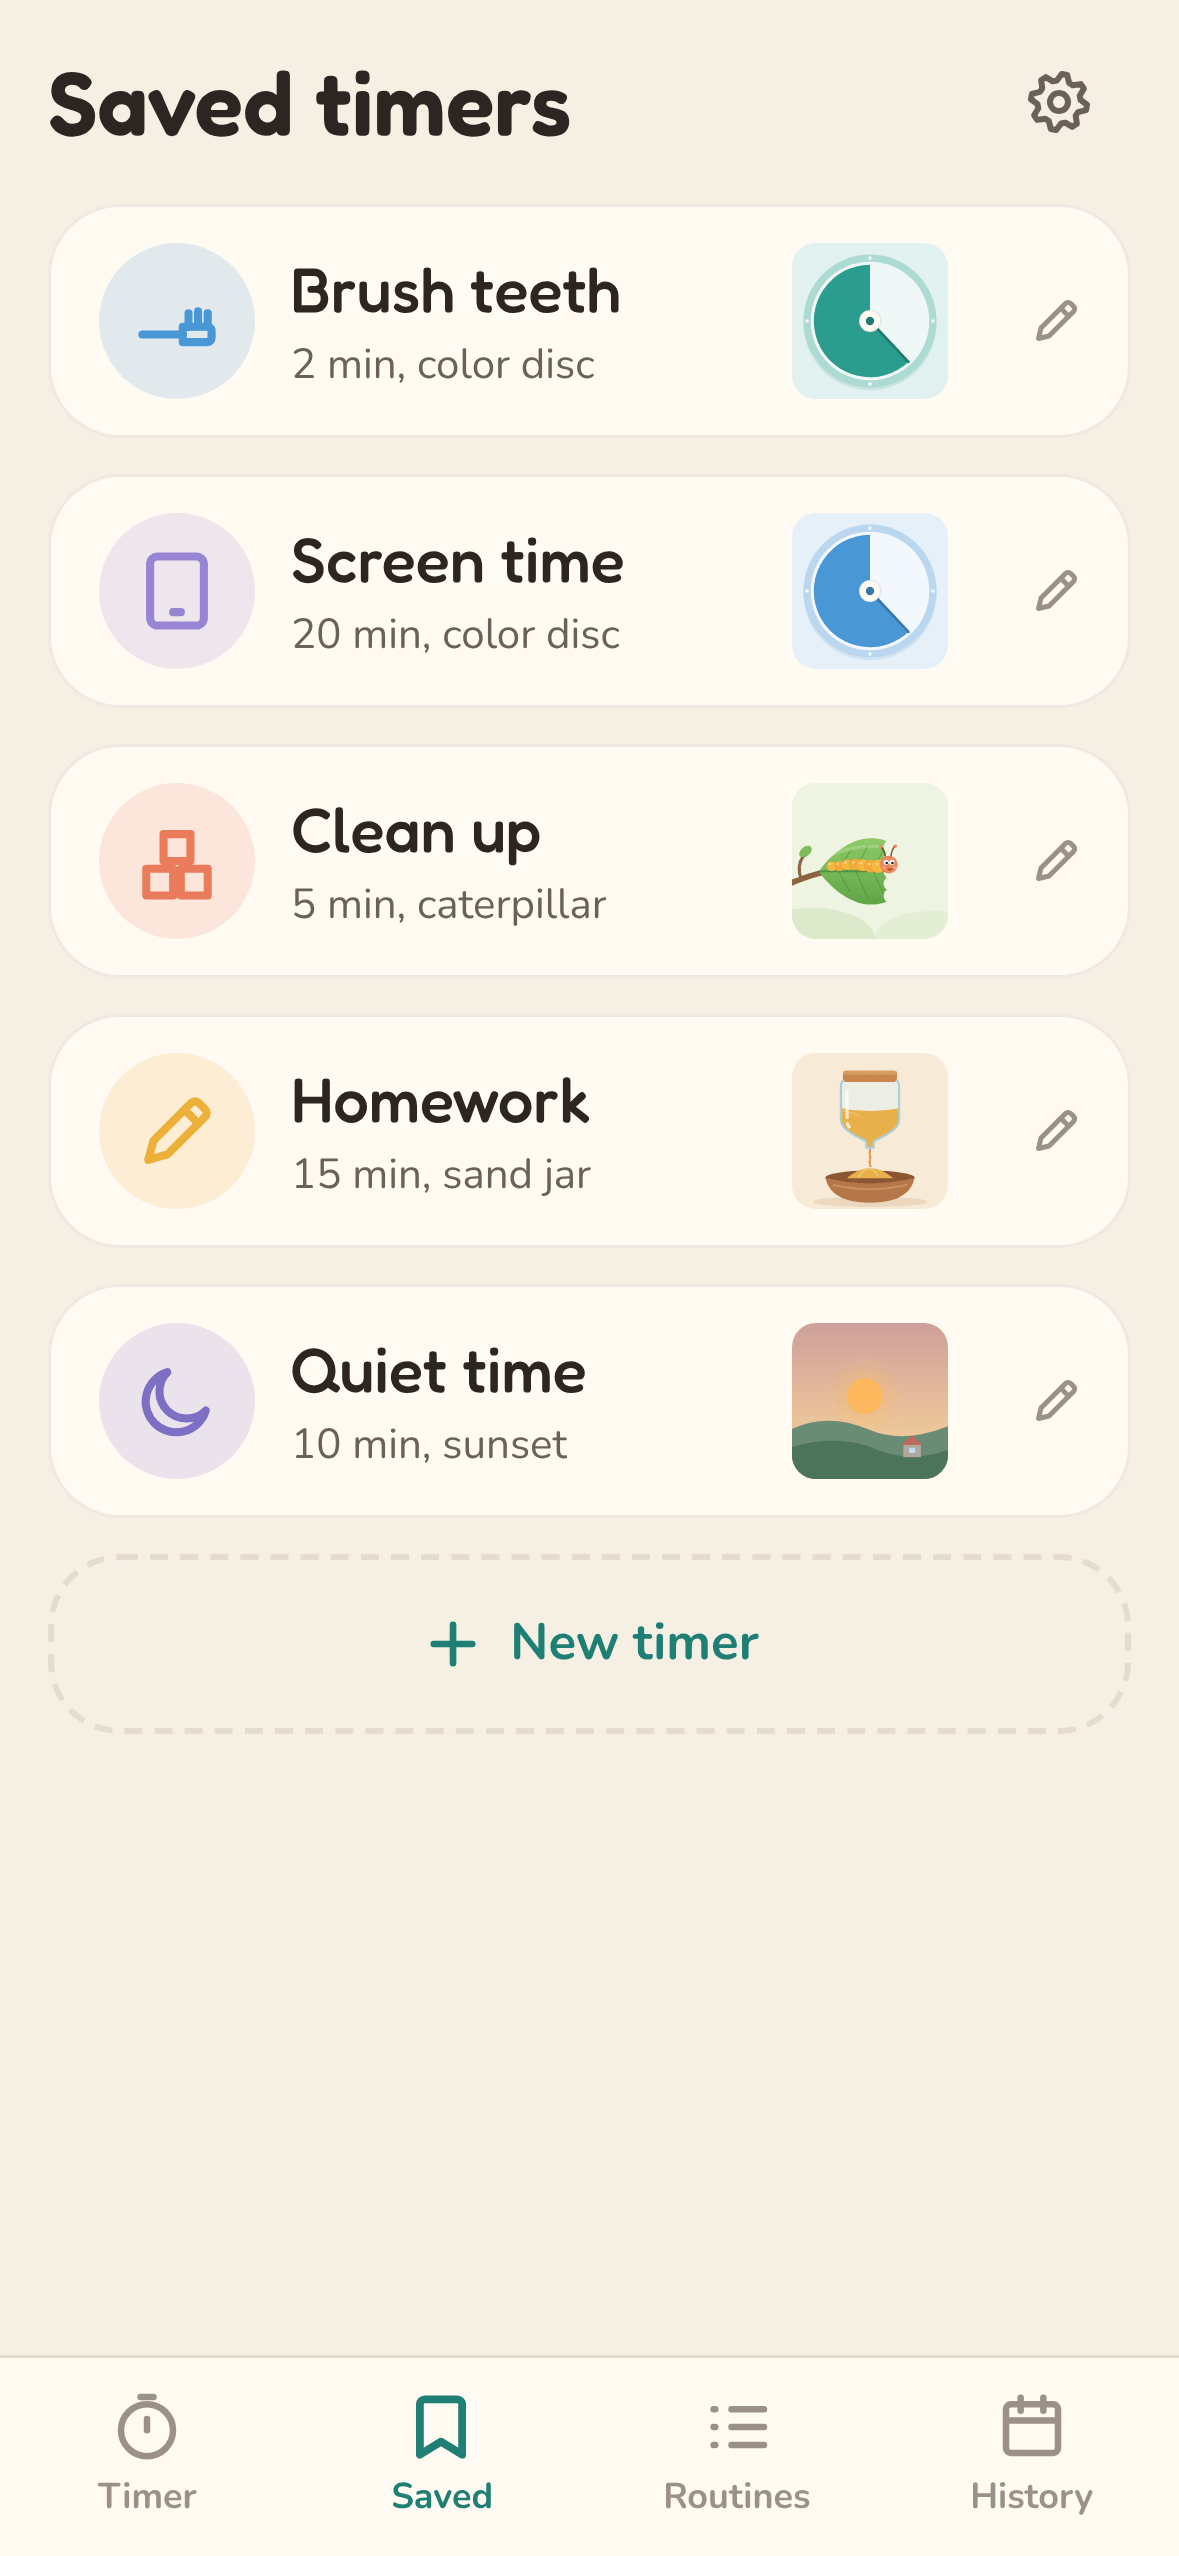 Saved timers
Brush teeth
2 min, color disc
Screen time
20 min, color disc
Clean up
5 min, caterpillar
Homework
15 min, sand jar
Quiet time
10 min, sunset
New timer
Timer
Saved
Routines
History